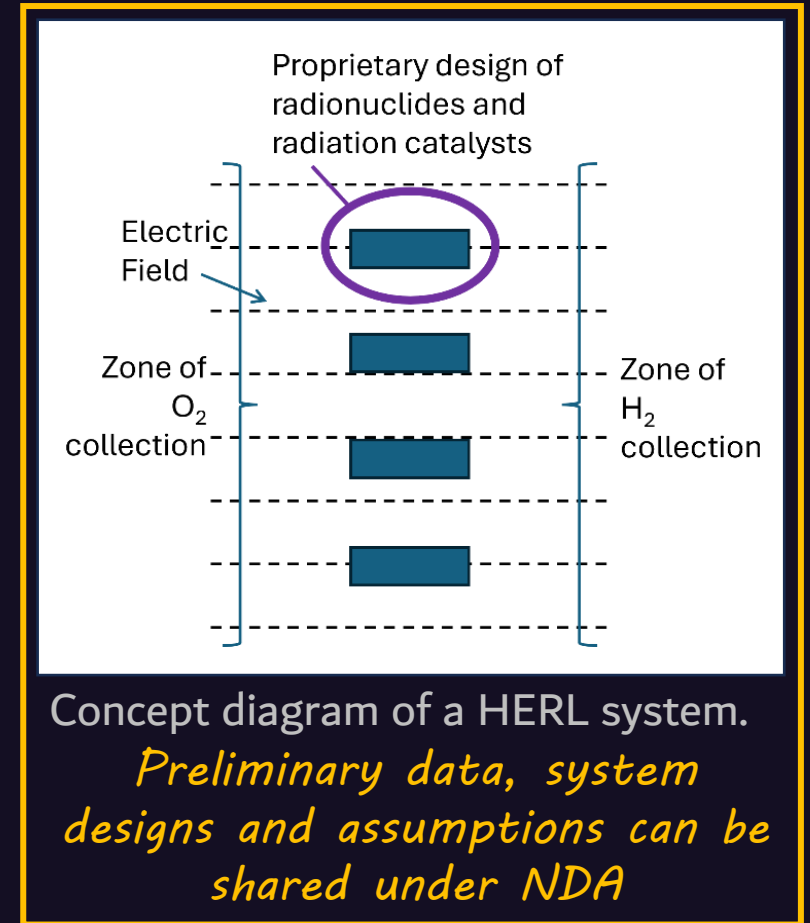 Proprietary design of
radionuclides and
radiation catalysts
Electric
Field
Zone of
O₂
collection
Zone of
H₂
collection
Concept diagram of a HERL system.
Preliminary data, system
designs and assumptions can be
shared under NDA